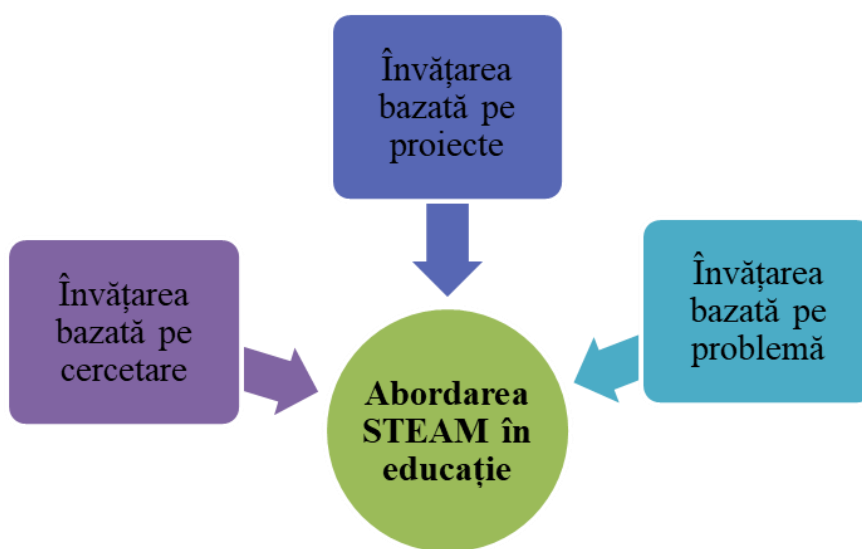 Învățarea
bazată pe
proiecte
Învățarea
bazată pe
cercetare
Învățarea
bazată pe
problemă
Abordarea
STEAM în
educație